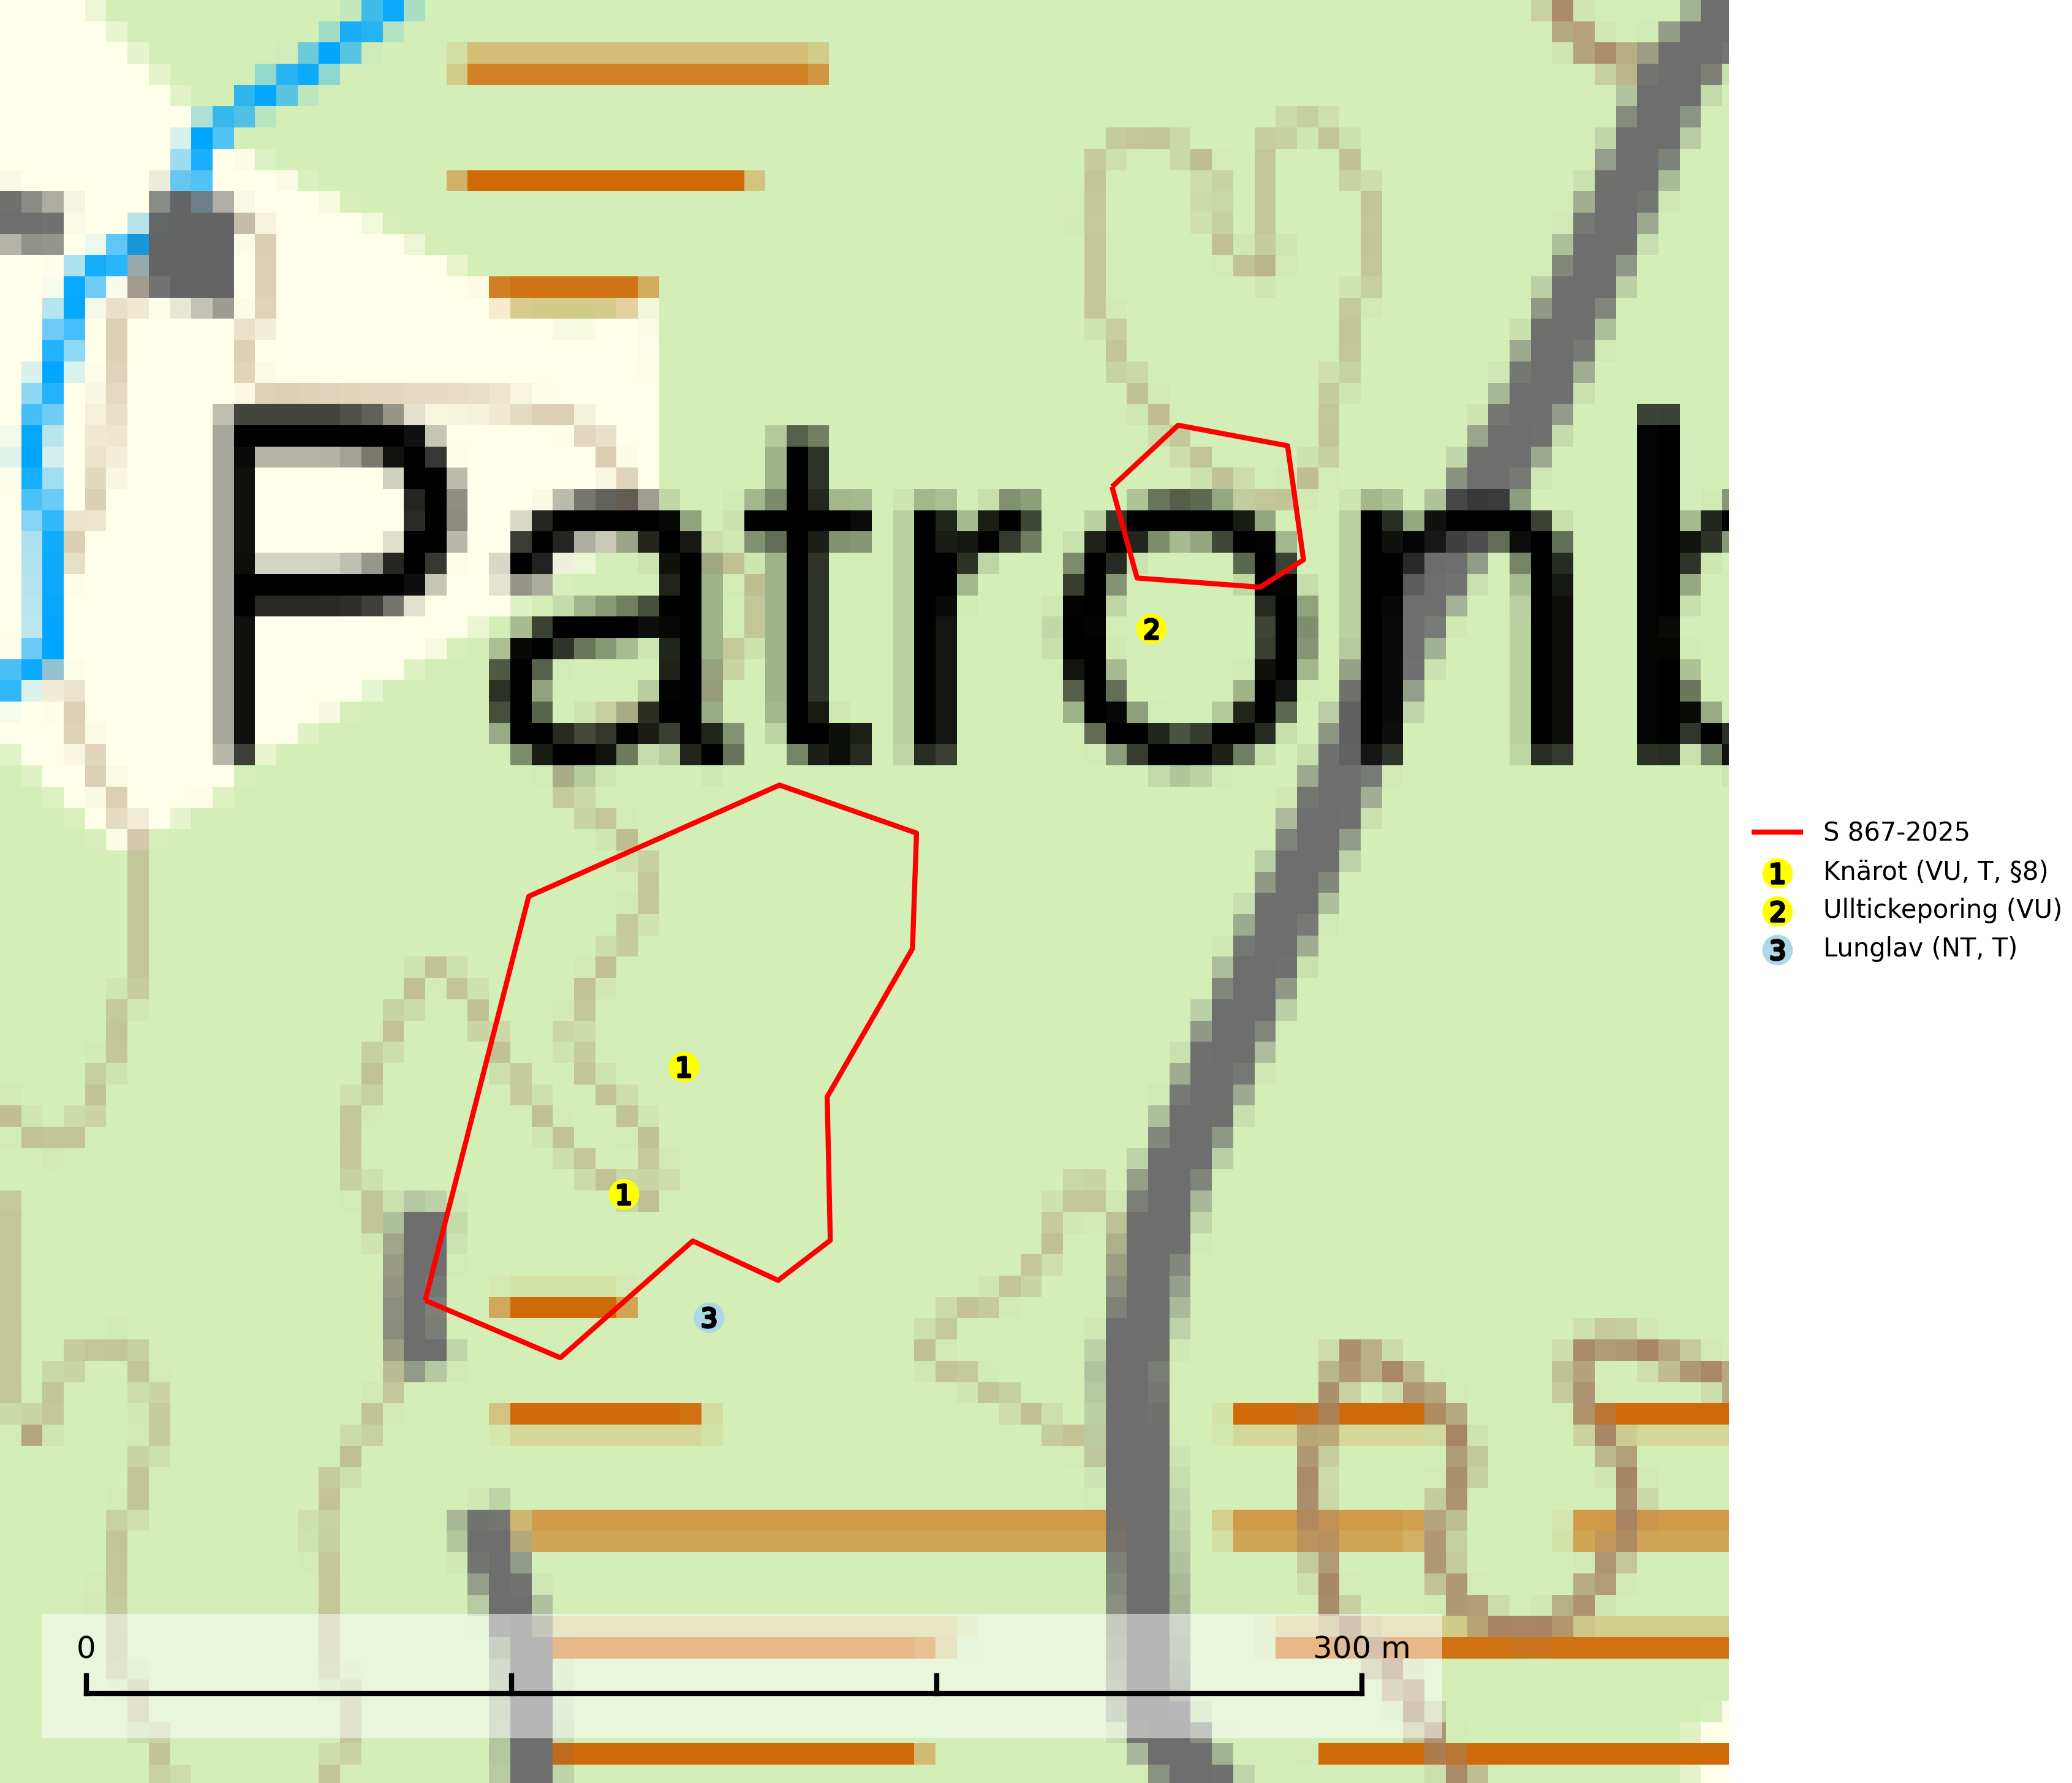 Patronk
2
1
1
3
S 867-2025
1 Knärot (VU, T, §8)
2 Ullticke­poring (VU)
3 Lunglav (NT, T)
0 300 m